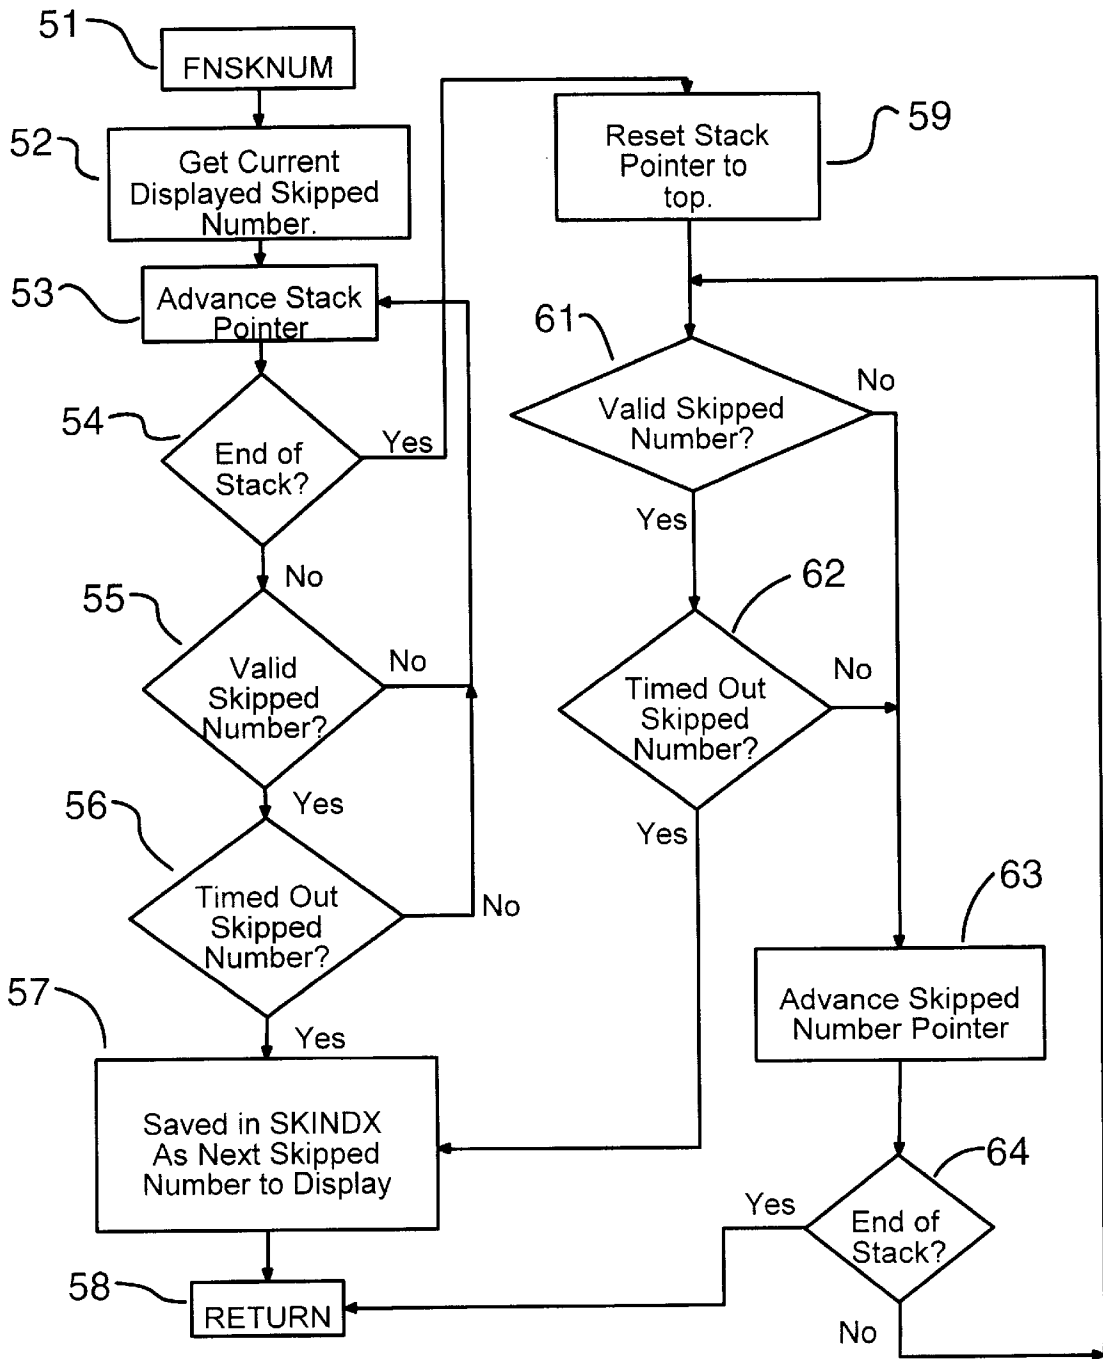 51
FNSKNUM
52
Get Current
Displayed Skipped
Number.
53
Advance Stack
Pointer
54
End of
Stack?
Yes
No
55
Valid
Skipped
Number?
No
Yes
56
Timed Out
Skipped
Number?
No
Yes
57
Saved in SKINDX
As Next Skipped
Number to Display
58
RETURN
59
Reset Stack
Pointer to
top.
61
Valid Skipped
Number?
No
Yes
62
Timed Out
Skipped
Number?
No
Yes
63
Advance Skipped
Number Pointer
64
End of
Stack?
Yes
No